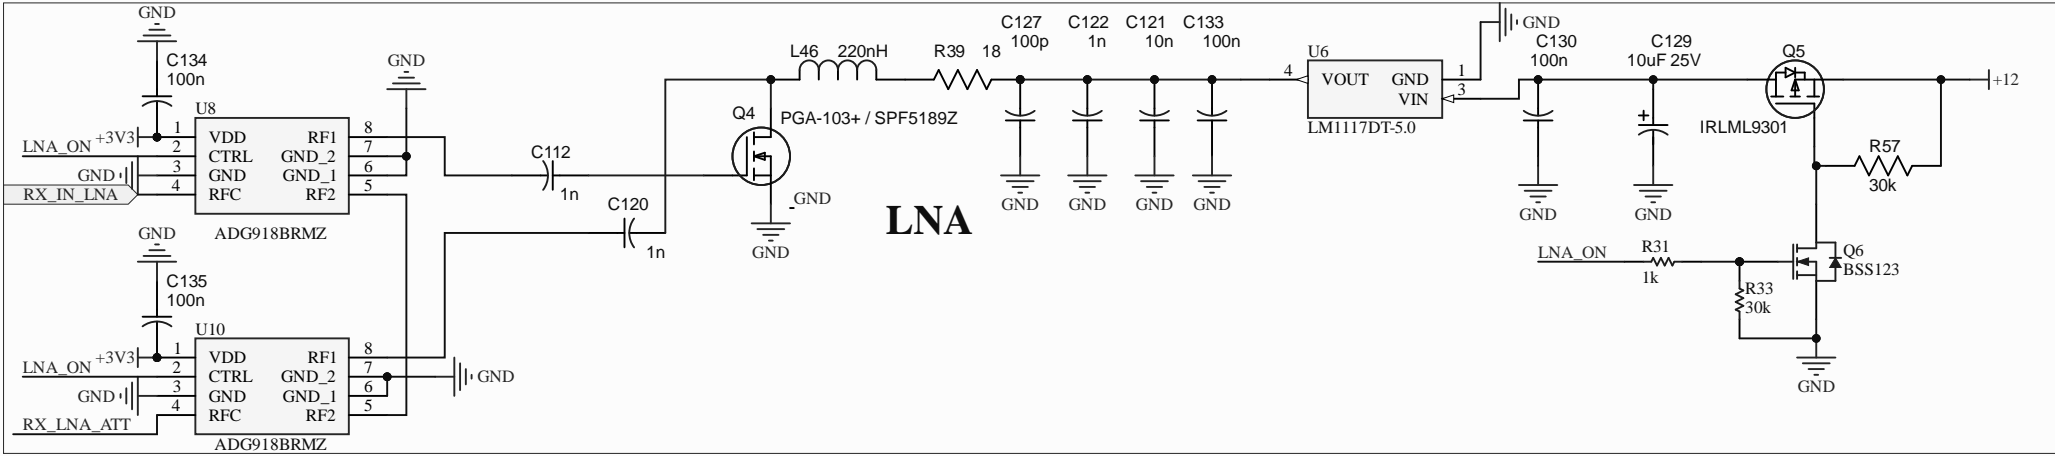 GND
C134
100n
U8
+3V3
LNA_ON
GND
RX_IN_LNA
1
2
3
4
VDD
CTRL
GND
RFC
RF1
GND_2
GND_1
RF2
8
7
6
5
ADG918BRMZ
GND
GND
C135
100n
U10
+3V3
LNA_ON
GND
RX_LNA_ATT
1
2
3
4
VDD
CTRL
GND
RFC
RF1
GND_2
GND_1
RF2
8
7
6
5
ADG918BRMZ
GND
C112
1n
C120
1n
L46 220nH
R39 18
Q4
PGA-103+ / SPF5189Z
GND
GND
LNA
C127
100p
C122
1n
C121
10n
C133
100n
GND
GND
GND
GND
U6
4
VOUT
GND
VIN
1
3
LM1117DT-5.0
GND
C130
100n
C129
10uF 25V
+
GND
GND
Q5
IRLML9301
+12
R57
30k
LNA_ON
R31
1k
R33
30k
Q6
BSS123
GND